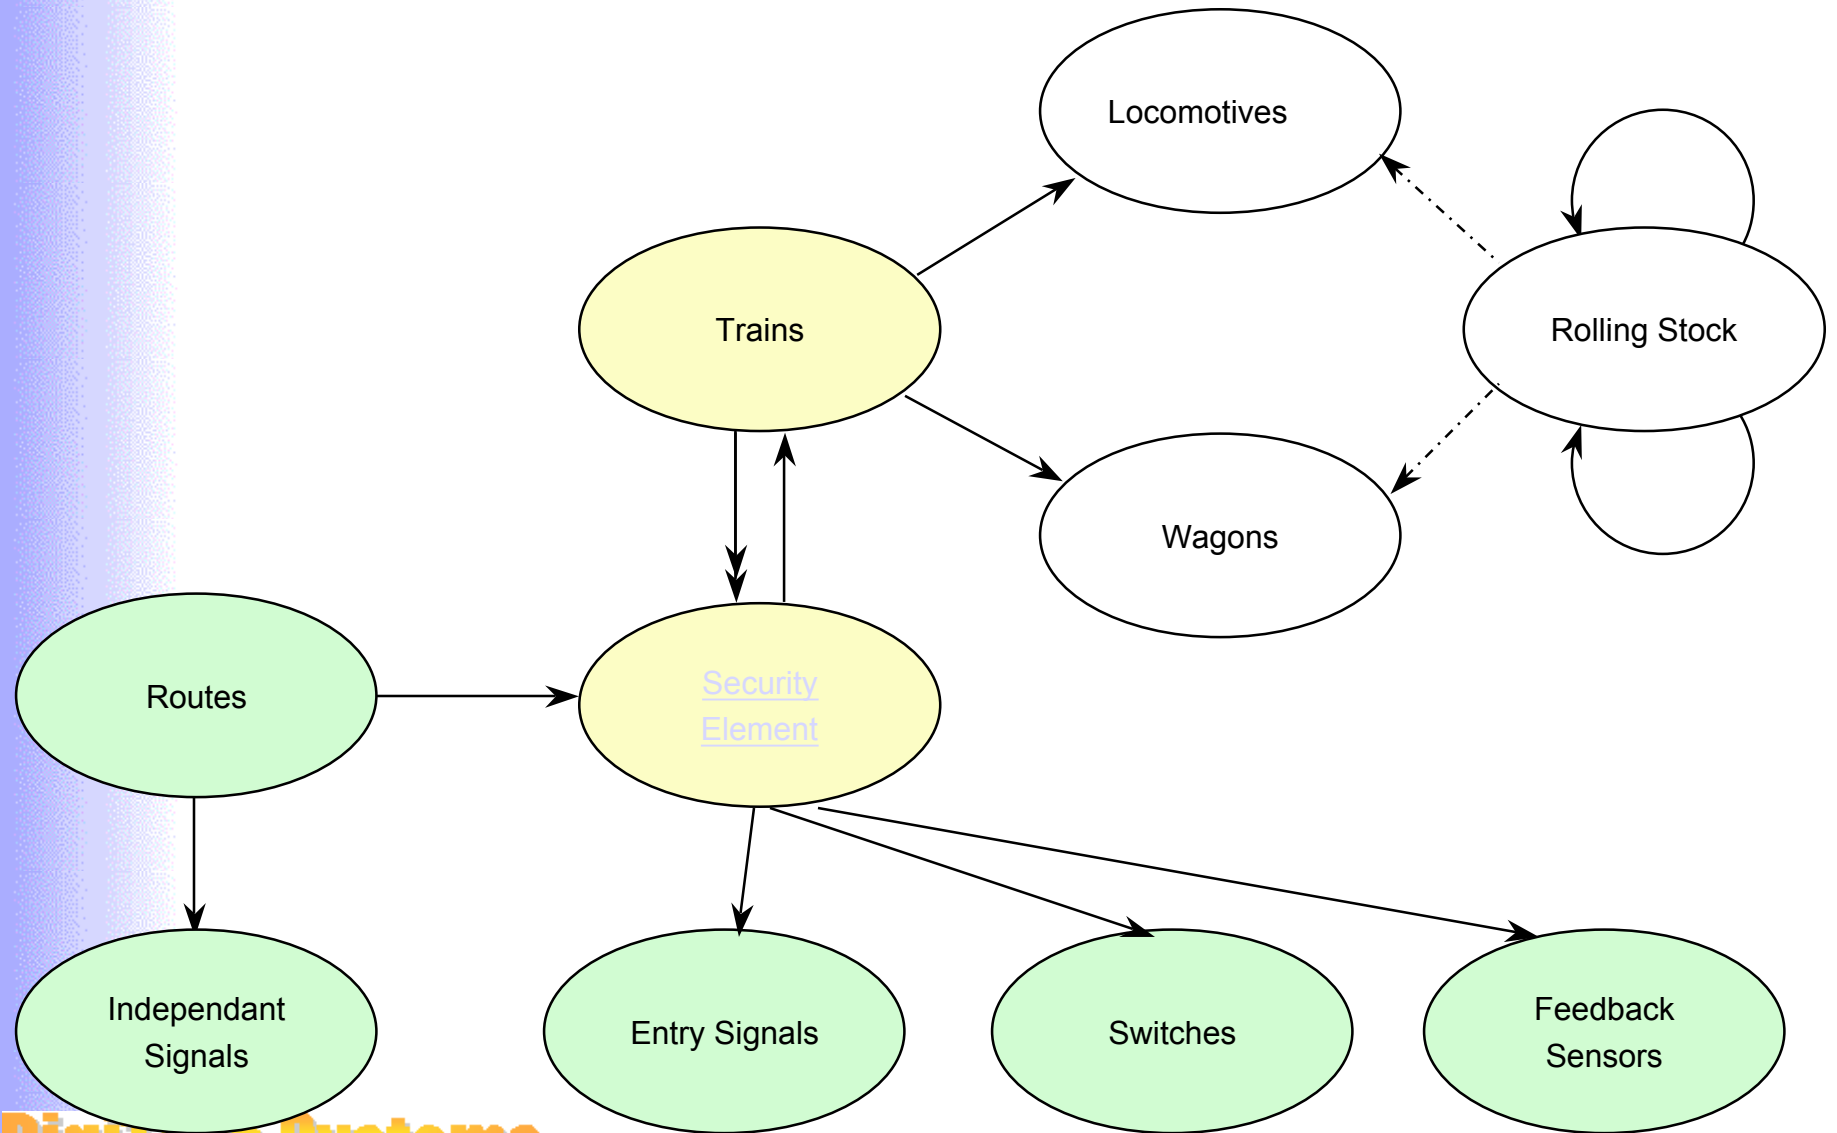 Locomotives
Trains
Rolling Stock
Wagons
Routes
Security
Element
Independant
Signals
Entry Signals
Switches
Feedback
Sensors